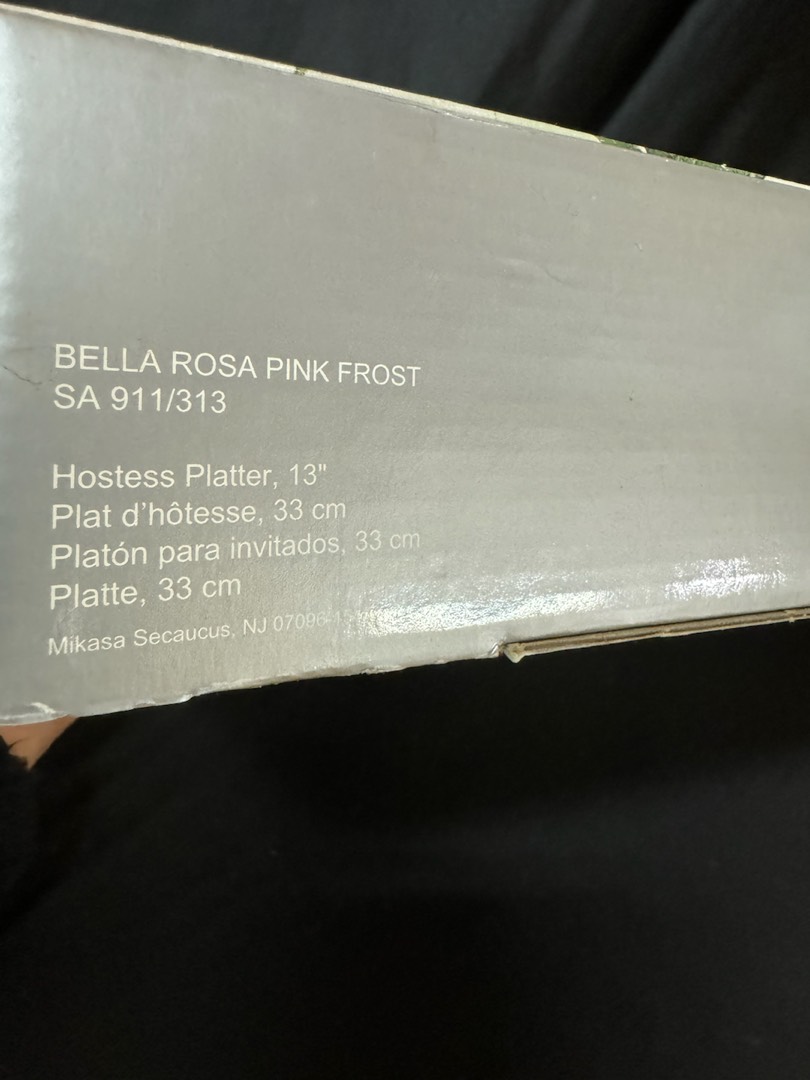 BELLA ROSA PINK FROST
SA 911/313
Hostess Platter, 13"
Plat d'hôtesse, 33 cm
Platón para invitados, 33 cm
Platte, 33 cm
Mikasa Secaucus, NJ 07096